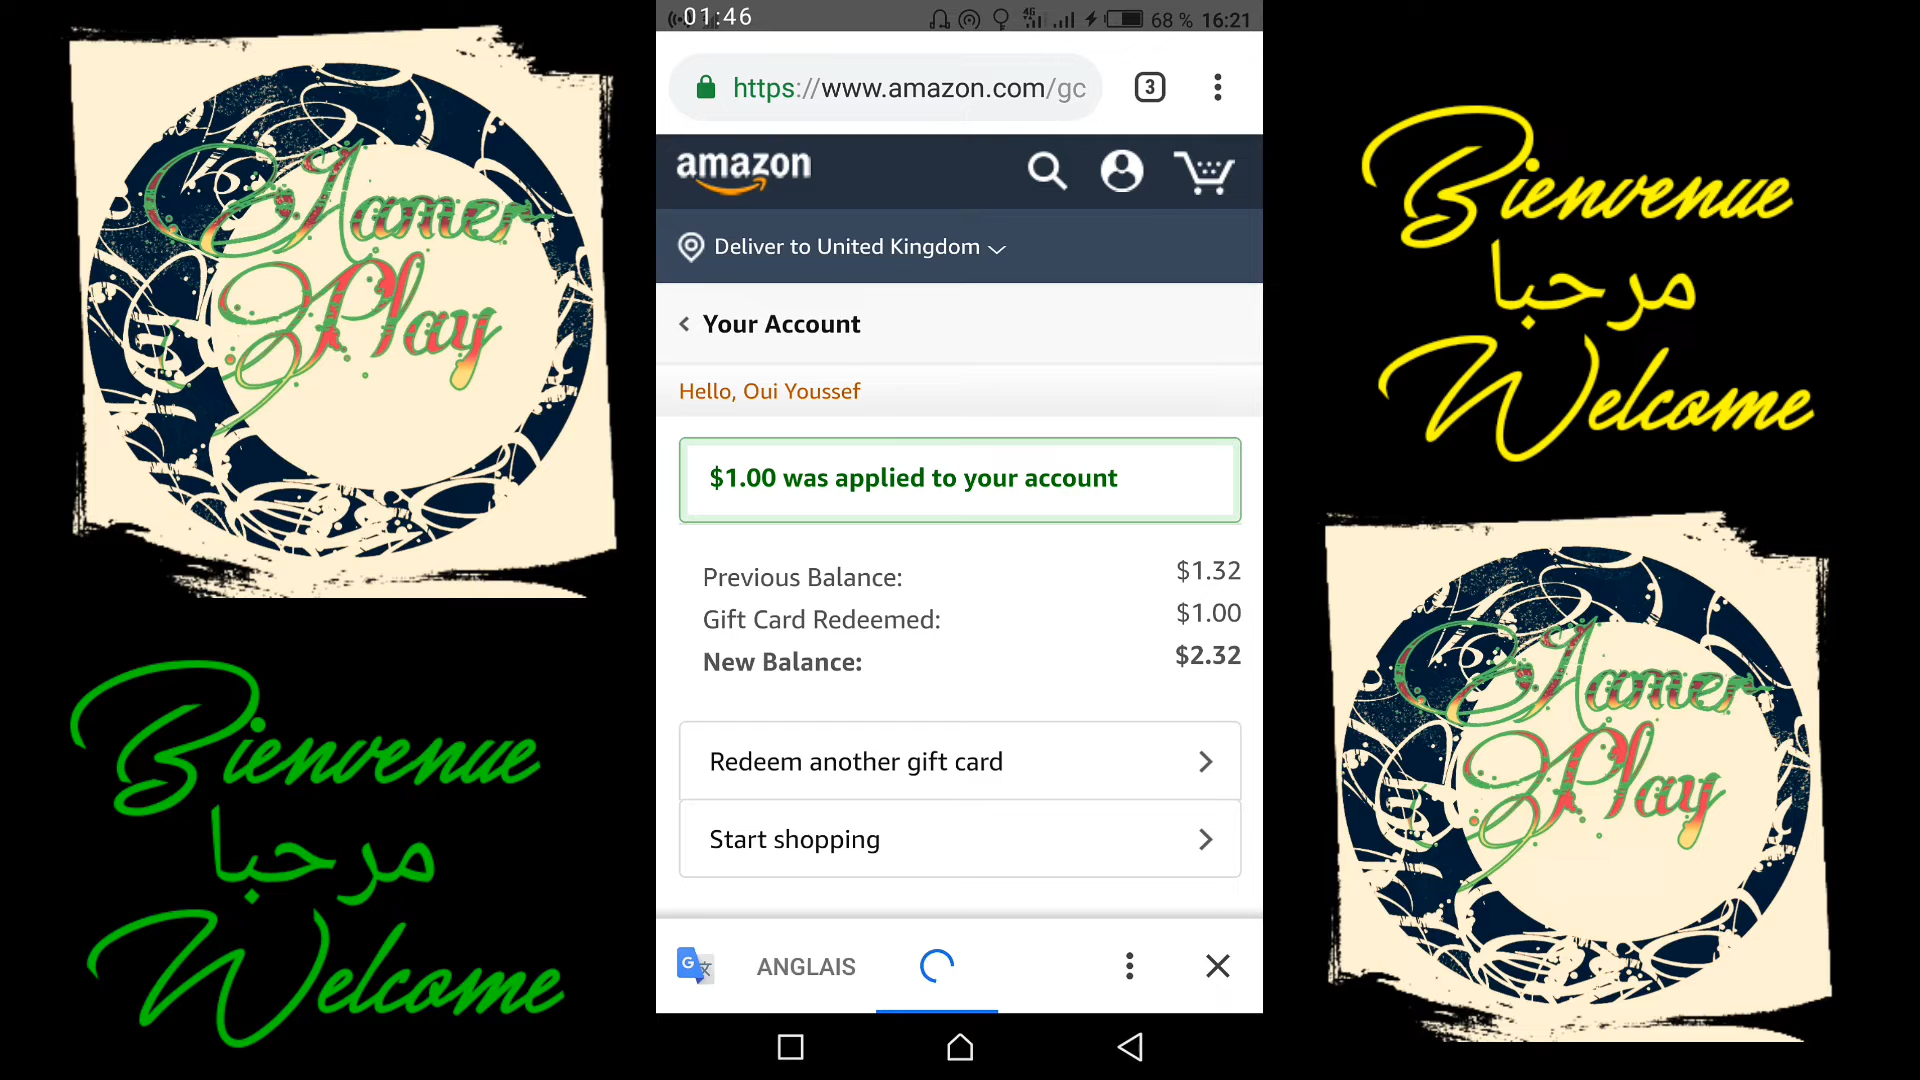 Gamer
Play
Bienvenue
مرحبا
Welcome
01:46
4G
68 % 16:21
https://www.amazon.com/gc
3
amazon
Deliver to United Kingdom
Your Account
Hello, Oui Youssef
$1.00 was applied to your account
Previous Balance: $1.32
Gift Card Redeemed: $1.00
New Balance: $2.32
Redeem another gift card
Start shopping
G文 ANGLAIS
Bienvenue
مرحبا
Welcome
Gamer
Play